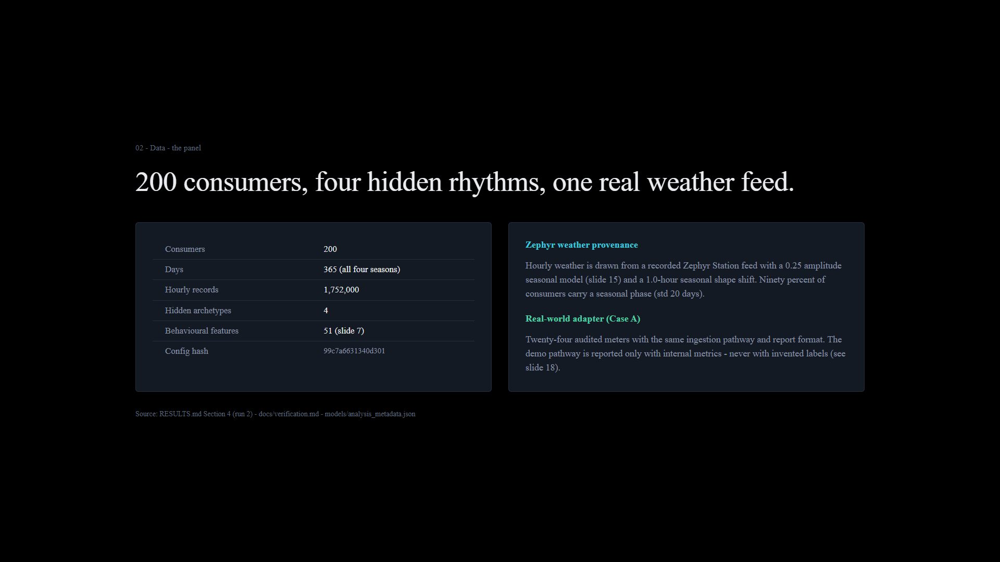 02 - Data - the panel
200 consumers, four hidden rhythms, one real weather feed.
Consumers 200
Days 365 (all four seasons)
Hourly records 1,752,000
Hidden archetypes 4
Behavioural features 51 (slide 7)
Config hash 99c7a6631340d301
Zephyr weather provenance
Hourly weather is drawn from a recorded Zephyr Station feed with a 0.25 amplitude
seasonal model (slide 15) and a 1.0-hour seasonal shape shift. Ninety percent of
consumers carry a seasonal phase (std 20 days).
Real-world adapter (Case A)
Twenty-four audited meters with the same ingestion pathway and report format. The
demo pathway is reported only with internal metrics - never with invented labels (see
slide 18).
Source: RESULTS.md Section 4 (run 2) - docs/verification.md - models/analysis_metadata.json